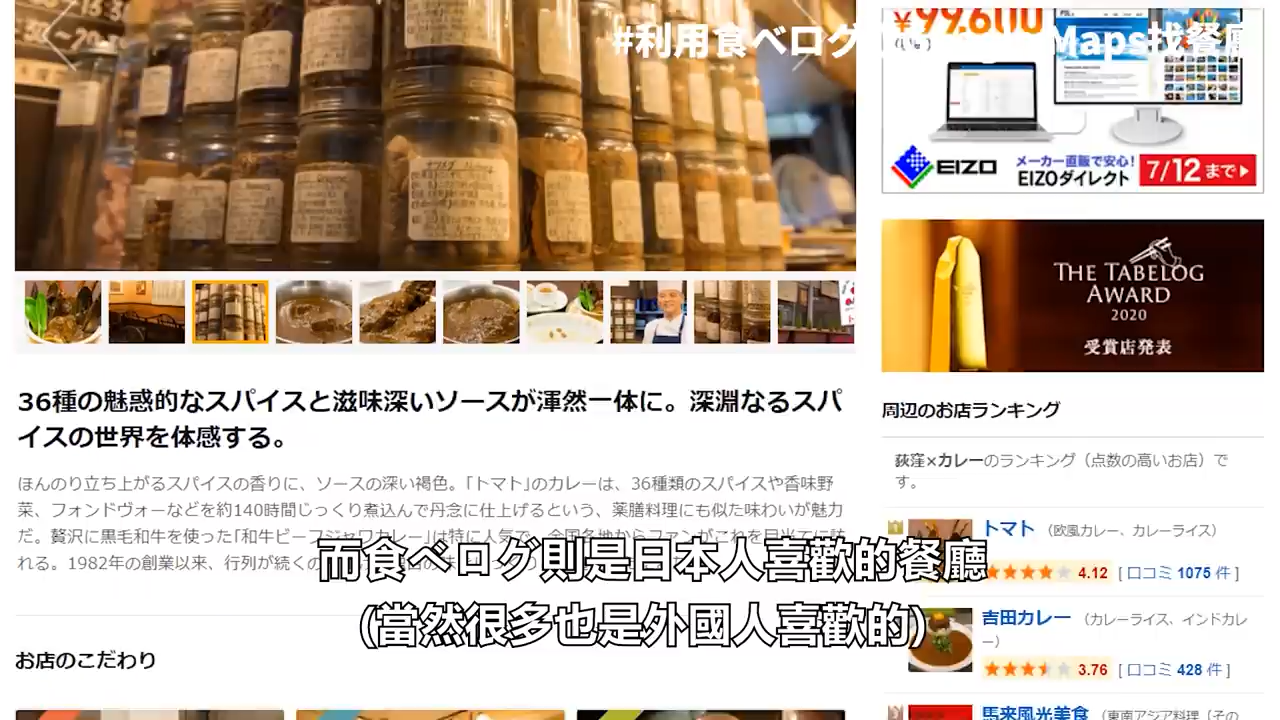 #利用食べログ
Maps找餐廳
¥99,600
EIZO
メーカー直販で安心!
EIZOダイレクト
7/12まで
THE TABELOG
AWARD
2020
受賞店発表
36種の魅惑的なスパイスと滋味深いソースが渾然一体に。深淵なるスパ
イスの世界を体感する。
ほんのり立ち上がるスパイスの香りに、ソースの深い褐色。「トマト」のカレーは、36種類のスパイスや香味野
菜、フォンドヴォーなどを約140時間じっくり煮込んで丹念に仕上げるという、薬膳料理にも似た味わいが魅力
だ。贅沢に黒毛和牛を使った「和牛ビーフジャワカレー」は特に人気で、全国各地からファンがこれを目当てに訪
れる。1982年の創業以来、行列が続くの
お店のこだわり
周辺のお店ランキング
荻窪×カレーのランキング(点数の高いお店)で
す。
1
トマト (欧風カレー、カレーライス)
4.12 [ 口コミ 1075 件 ]
吉田カレー (カレーライス、インドカレ
ー)
3.76 [ 口コミ 428 件 ]
3
馬来風光美食 (東南アジア料理(その
而食べログ則是日本人喜歡的餐廳
(當然很多也是外國人喜歡的)